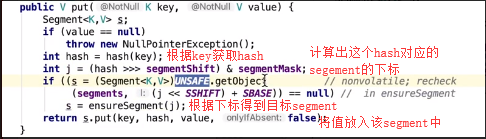 public V put( @NotNull K key, @NotNull V value) {
Segment<K,V> s;
if (value == null)
throw new NullPointerException();
int hash = hash(key); 根据key获取hash
计算出这个hash对应的
segement的下标
int j = (hash >>> segmentShift) & segmentMask;
if ((s = (Segment<K,V>)UNSAFE.getObject // nonvolatile; recheck
(segments, (j << SSHIFT) + SBASE)) == null) // in ensureSegment
s = ensureSegment(j); 根据下标得到目标segment
将值放入该segment中
return s.put(key, hash, value, onlyIfAbsent: false);